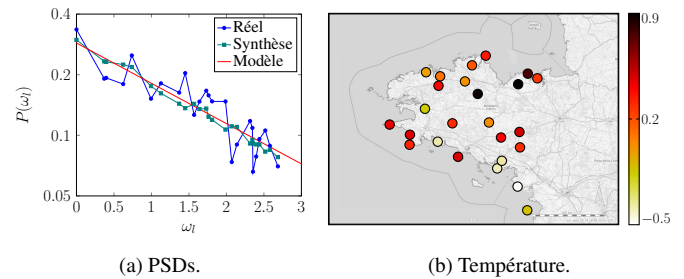 0.4
0.2
0.1
0.05
P(ω_l)
Réel
Synthèse
Modèle
0 0.5 1 1.5 2 2.5 3
ω_l
(a) PSDs.
0.9
0.2
−0.5
(b) Température.